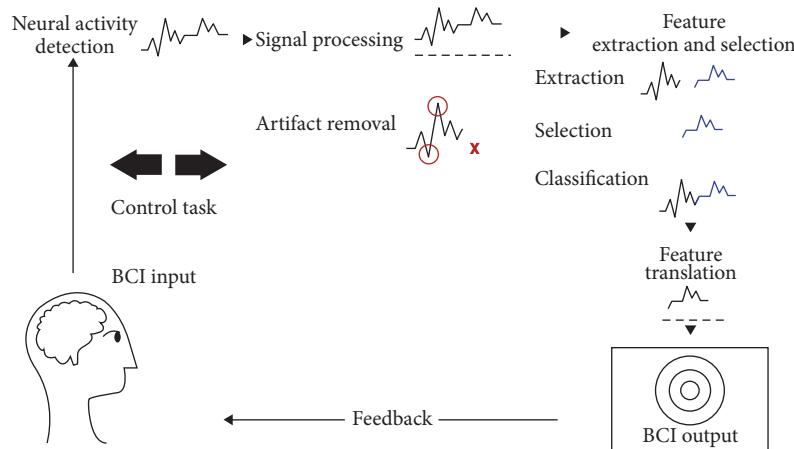 Neural activity
detection
Signal processing
Feature
extraction and selection
Extraction
Artifact removal
x
Selection
Classification
Control task
BCI input
Feature
translation
Feedback
BCI output